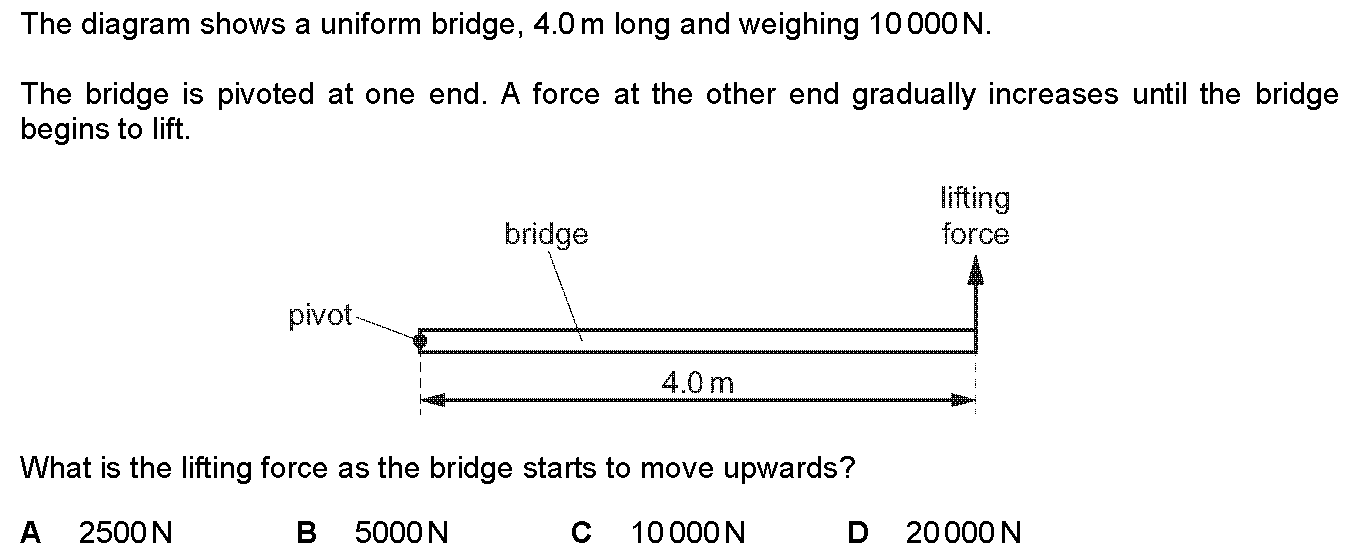 The diagram shows a uniform bridge, 4.0 m long and weighing 10 000 N.
The bridge is pivoted at one end. A force at the other end gradually increases until the bridge
begins to lift.
lifting
force
bridge
pivot
4.0 m
What is the lifting force as the bridge starts to move upwards?
A 2500 N B 5000 N C 10 000 N D 20 000 N